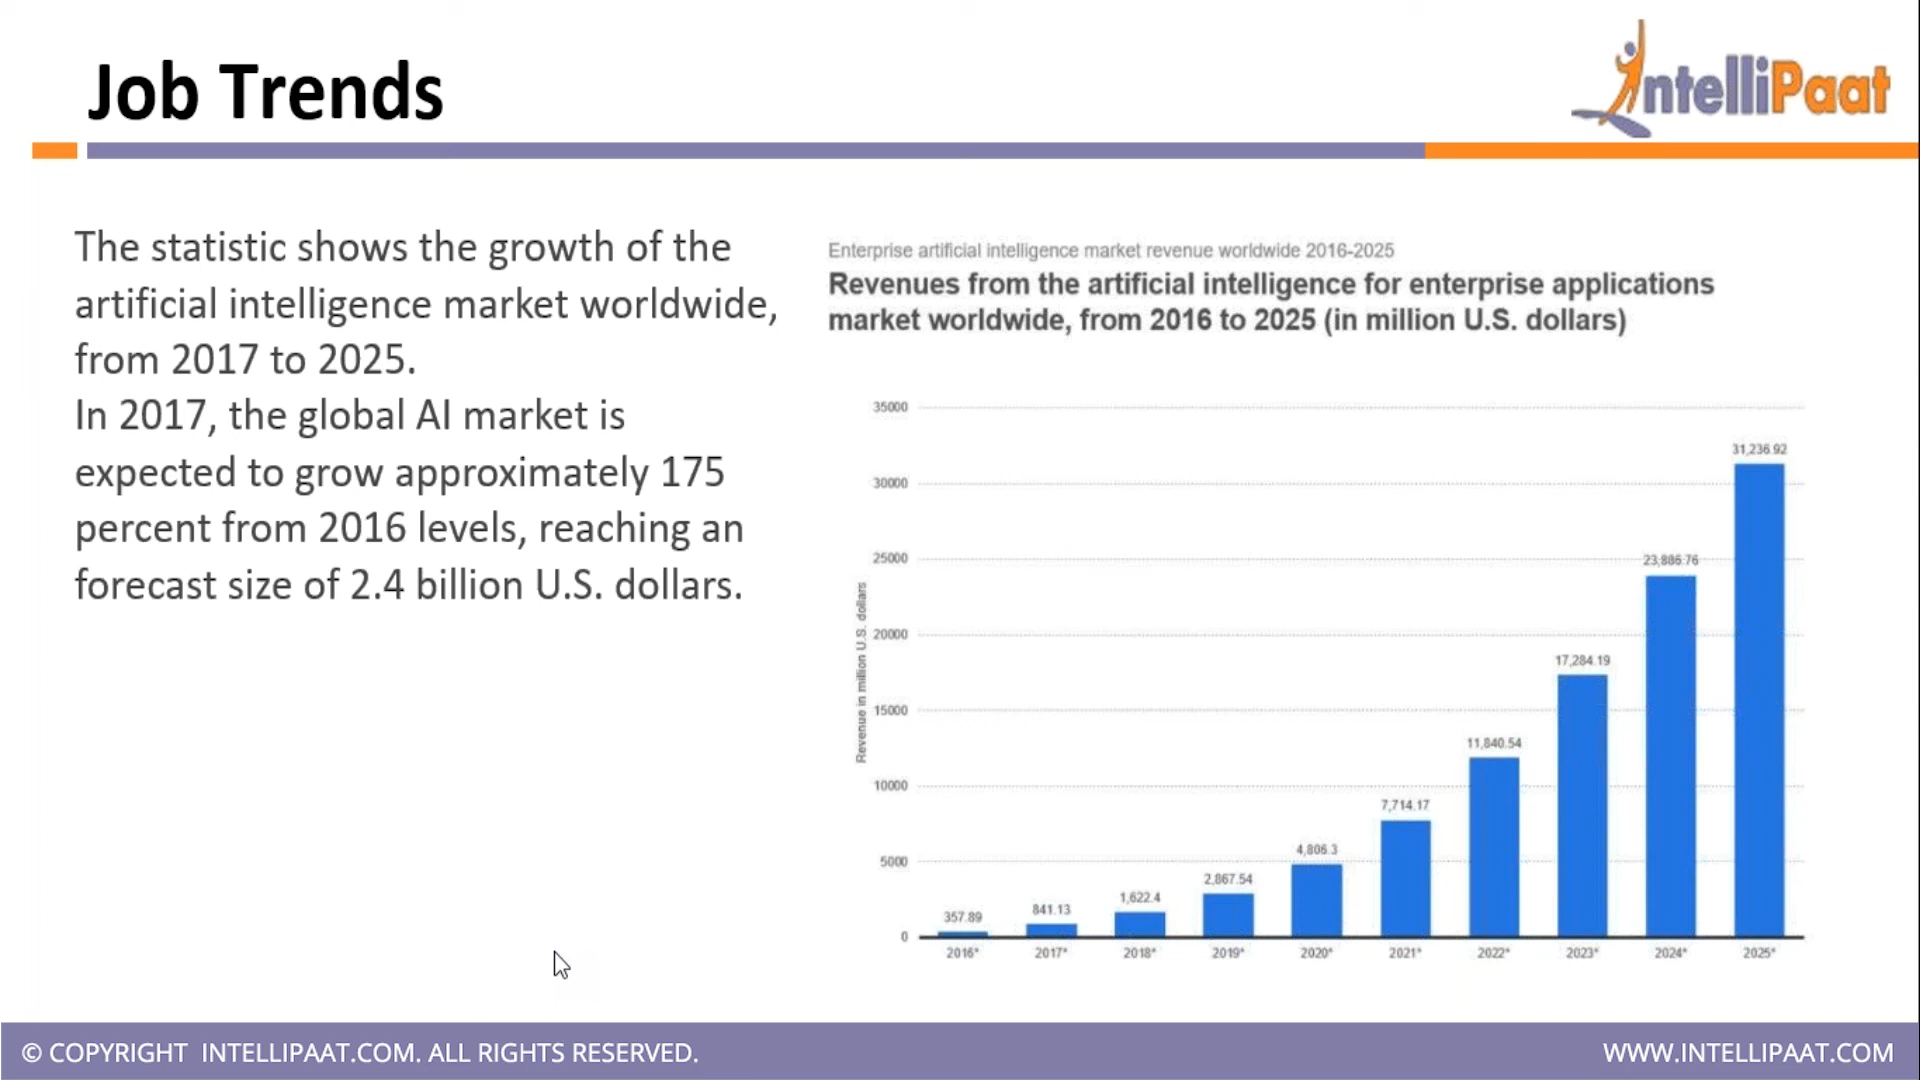 Job Trends
IntelliPaat
The statistic shows the growth of the
artificial intelligence market worldwide,
from 2017 to 2025.
In 2017, the global AI market is
expected to grow approximately 175
percent from 2016 levels, reaching an
forecast size of 2.4 billion U.S. dollars.
Enterprise artificial intelligence market revenue worldwide 2016-2025
Revenues from the artificial intelligence for enterprise applications
market worldwide, from 2016 to 2025 (in million U.S. dollars)
Revenue in million U.S. dollars
35000
30000
25000
20000
15000
10000
5000
0
357.89
841.13
1,622.4
2,867.54
4,806.3
7,714.17
11,840.54
17,284.19
23,886.76
31,236.92
2016*
2017*
2018*
2019*
2020*
2021*
2022*
2023*
2024*
2025*
© COPYRIGHT INTELLIPAAT.COM. ALL RIGHTS RESERVED.
WWW.INTELLIPAAT.COM